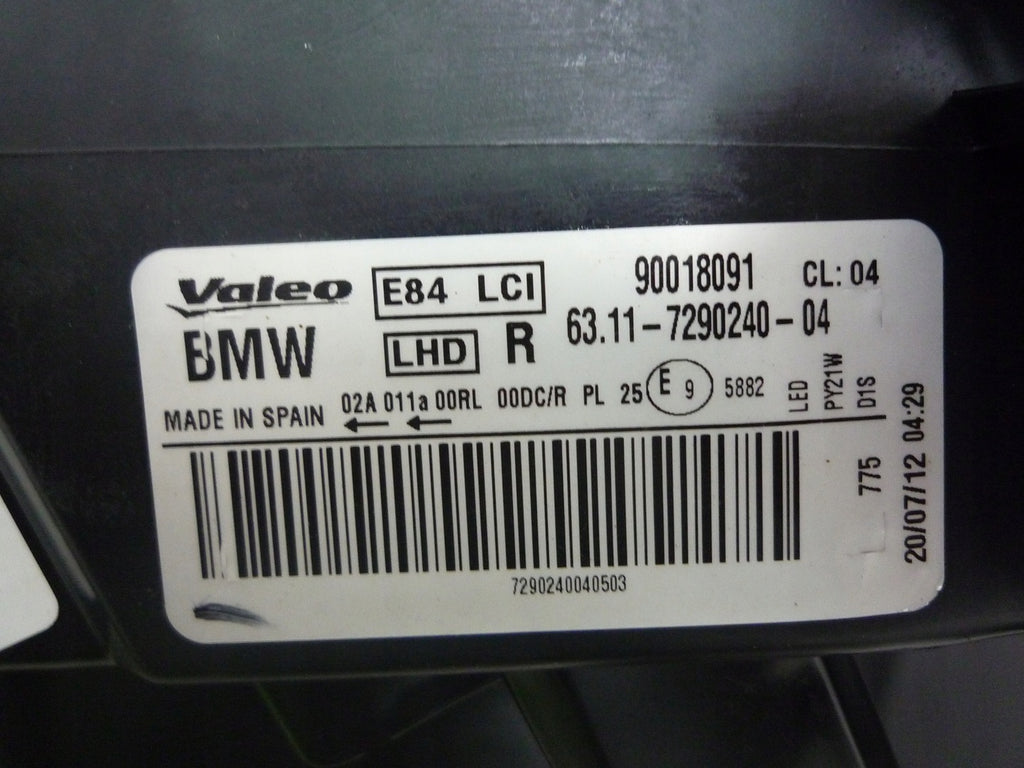 Valeo E84 LCI 90018091 CL: 04
BMW LHD R 63.11-7290240-04
MADE IN SPAIN 02A 011a 00RL 00DC/R PL 25 E 9 5882
LED
PY21W
D1S
775
20/07/12 04:29
7290240040503